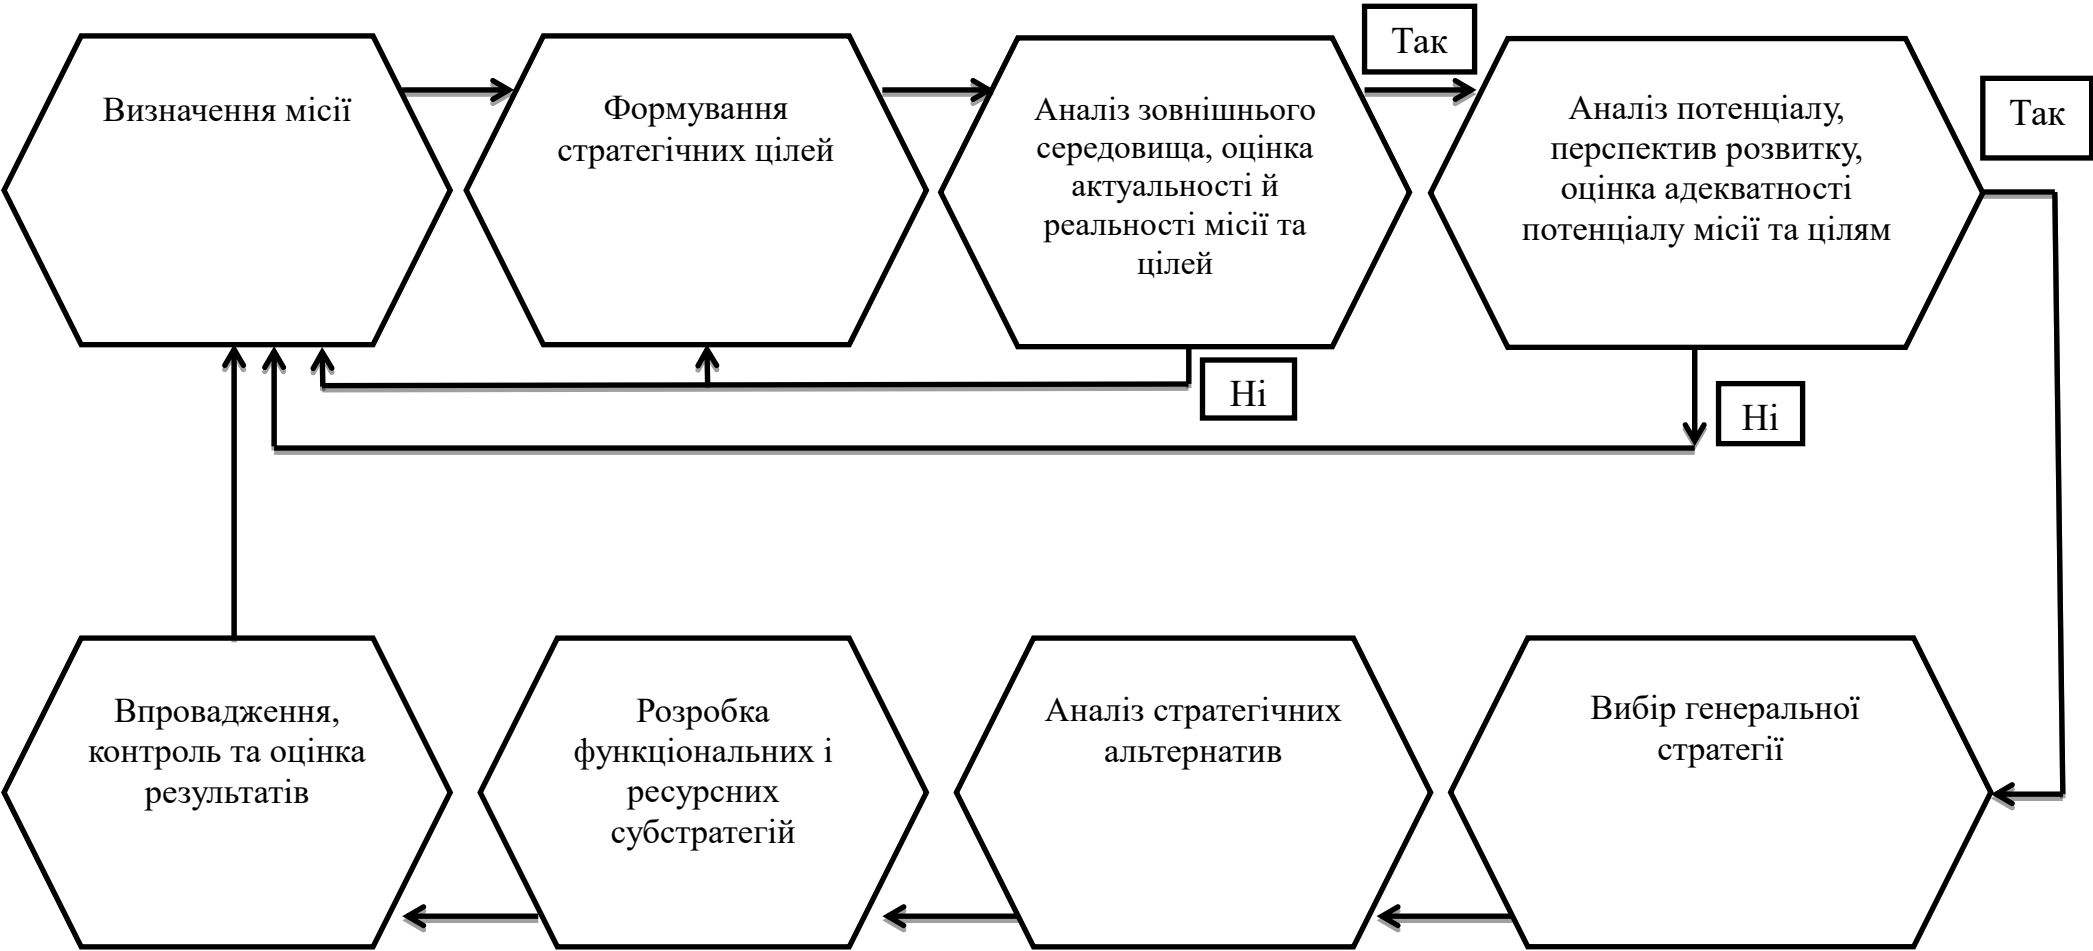 Визначення місії
Формування
стратегічних цілей
Аналіз зовнішнього
середовища, оцінка
актуальності й
реальності місії та
цілей
Так
Аналіз потенціалу,
перспектив розвитку,
оцінка адекватності
потенціалу місії та цілям
Так
Ні
Ні
Впровадження,
контроль та оцінка
результатів
Розробка
функціональних і
ресурсних
субстратегій
Аналіз стратегічних
альтернатив
Вибір генеральної
стратегії